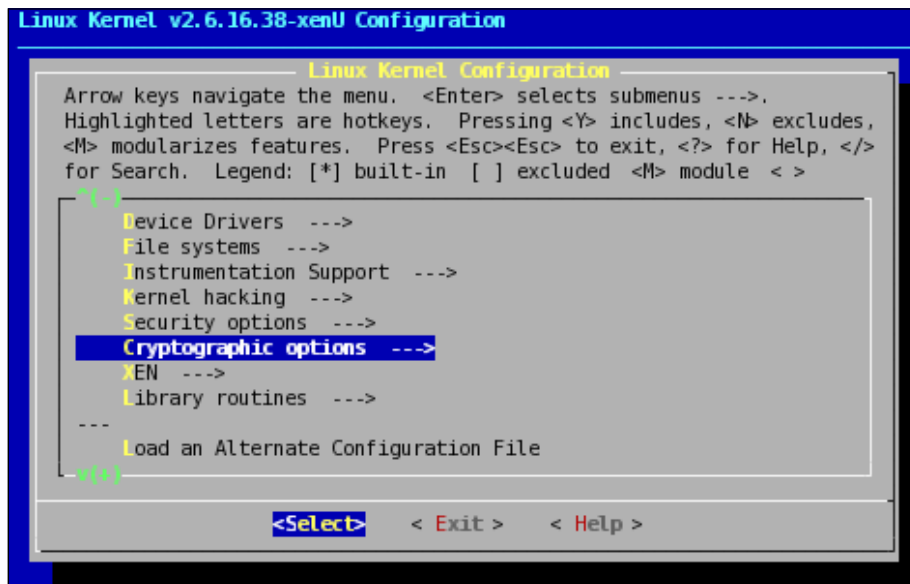 Linux Kernel v2.6.16.38-xenU Configuration
Linux Kernel Configuration
Arrow keys navigate the menu.  <Enter> selects submenus --->.
Highlighted letters are hotkeys.  Pressing <Y> includes, <N> excludes,
<M> modularizes features.  Press <Esc><Esc> to exit, <?> for Help, </>
for Search.  Legend: [*] built-in  [ ] excluded  <M> module  < >
^(-)
Device Drivers  --->
File systems  --->
Instrumentation Support  --->
Kernel hacking  --->
Security options  --->
Cryptographic options  --->
XEN  --->
Library routines  --->
---
Load an Alternate Configuration File
v(+)
<Select>    < Exit >    < Help >